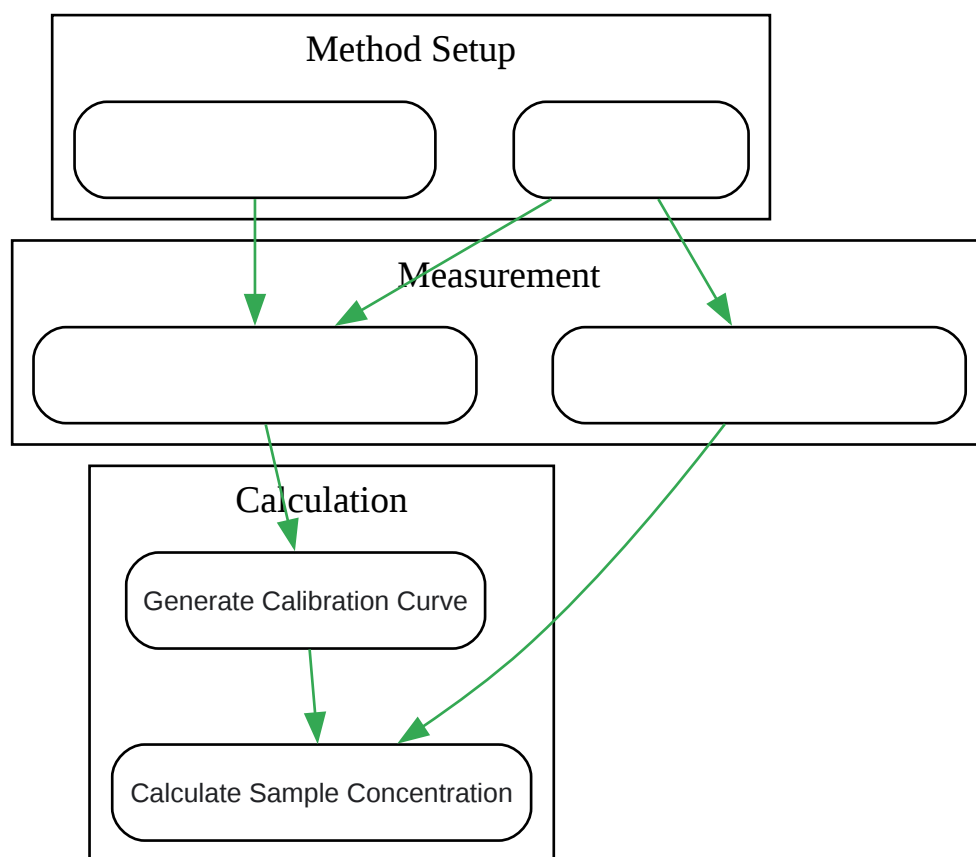 Method Setup
Measurement
Calculation
Generate Calibration Curve
Calculate Sample Concentration